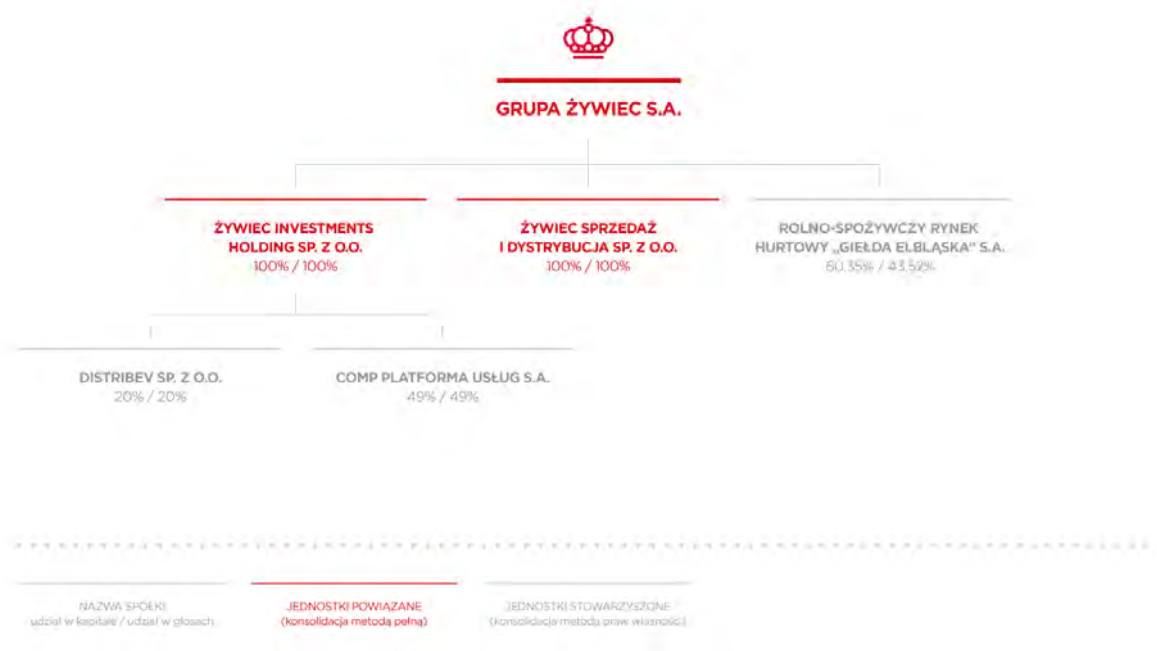 GRUPA ŻYWIEC S.A.
ŻYWIEC INVESTMENTS
HOLDING SP. Z O.O.
100% / 100%
ŻYWIEC SPRZEDAŻ
I DYSTRYBUCJA SP. Z O.O.
100% / 100%
ROLNO-SPOŻYWCZY RYNEK
HURTOWY „GIEŁDA ELBLĄSKA” S.A.
60.35% / 43.52%
DISTRIBEV SP. Z O.O.
20% / 20%
COMP PLATFORMA USŁUG S.A.
49% / 49%
NAZWA SPÓŁKI
udział w kapitale / udział w głosach
JEDNOSTKI POWIĄZANE
(konsolidacja metodą pełną)
JEDNOSTKI STOWARZYSZONE
(konsolidacja metodą praw własności)